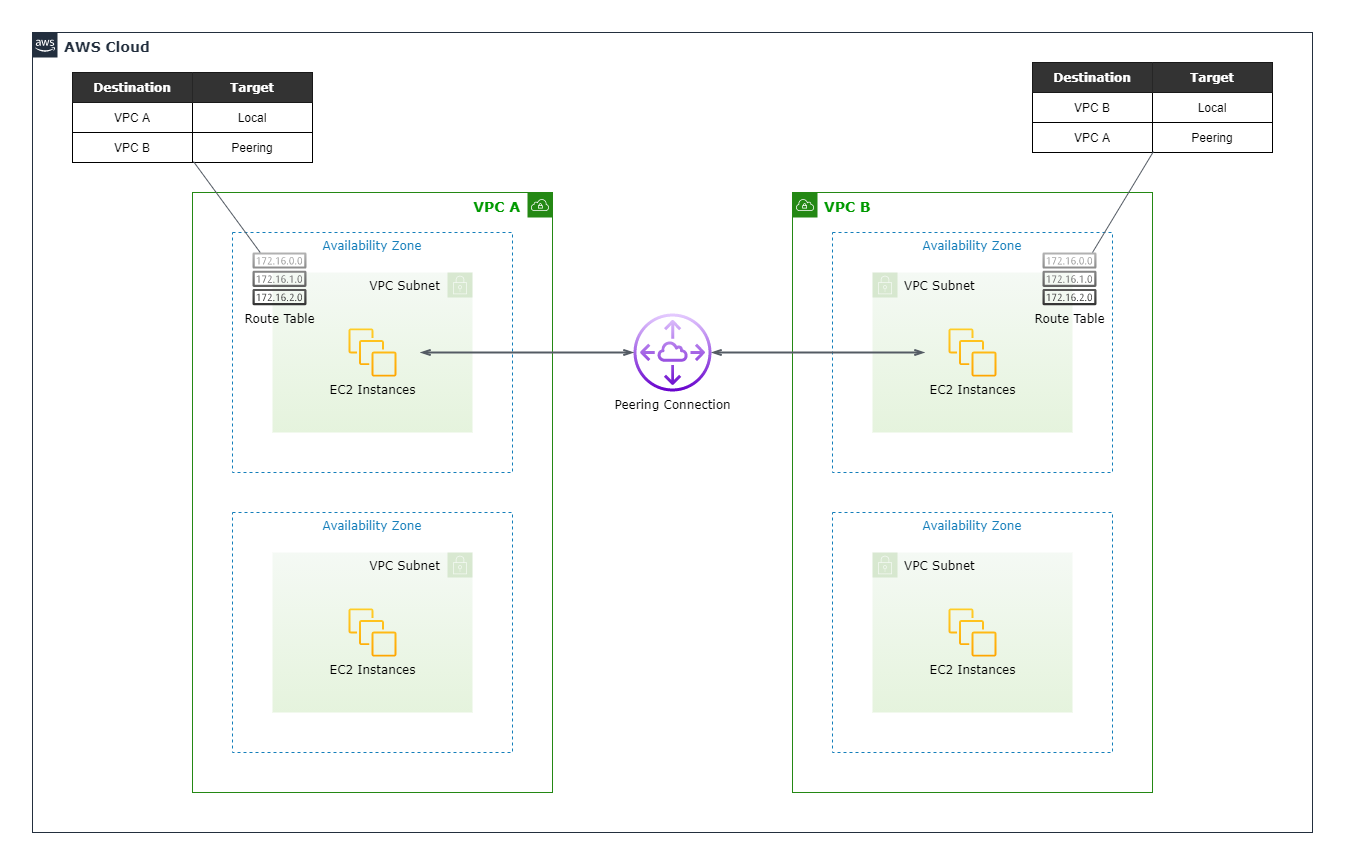 aws
AWS Cloud
Destination Target
VPC A Local
VPC B Peering
Destination Target
VPC B Local
VPC A Peering
VPC A
Availability Zone
172.16.0.0
172.16.1.0
172.16.2.0
Route Table
VPC Subnet
EC2 Instances
Availability Zone
VPC Subnet
EC2 Instances
Peering Connection
VPC B
Availability Zone
VPC Subnet
172.16.0.0
172.16.1.0
172.16.2.0
Route Table
EC2 Instances
Availability Zone
VPC Subnet
EC2 Instances